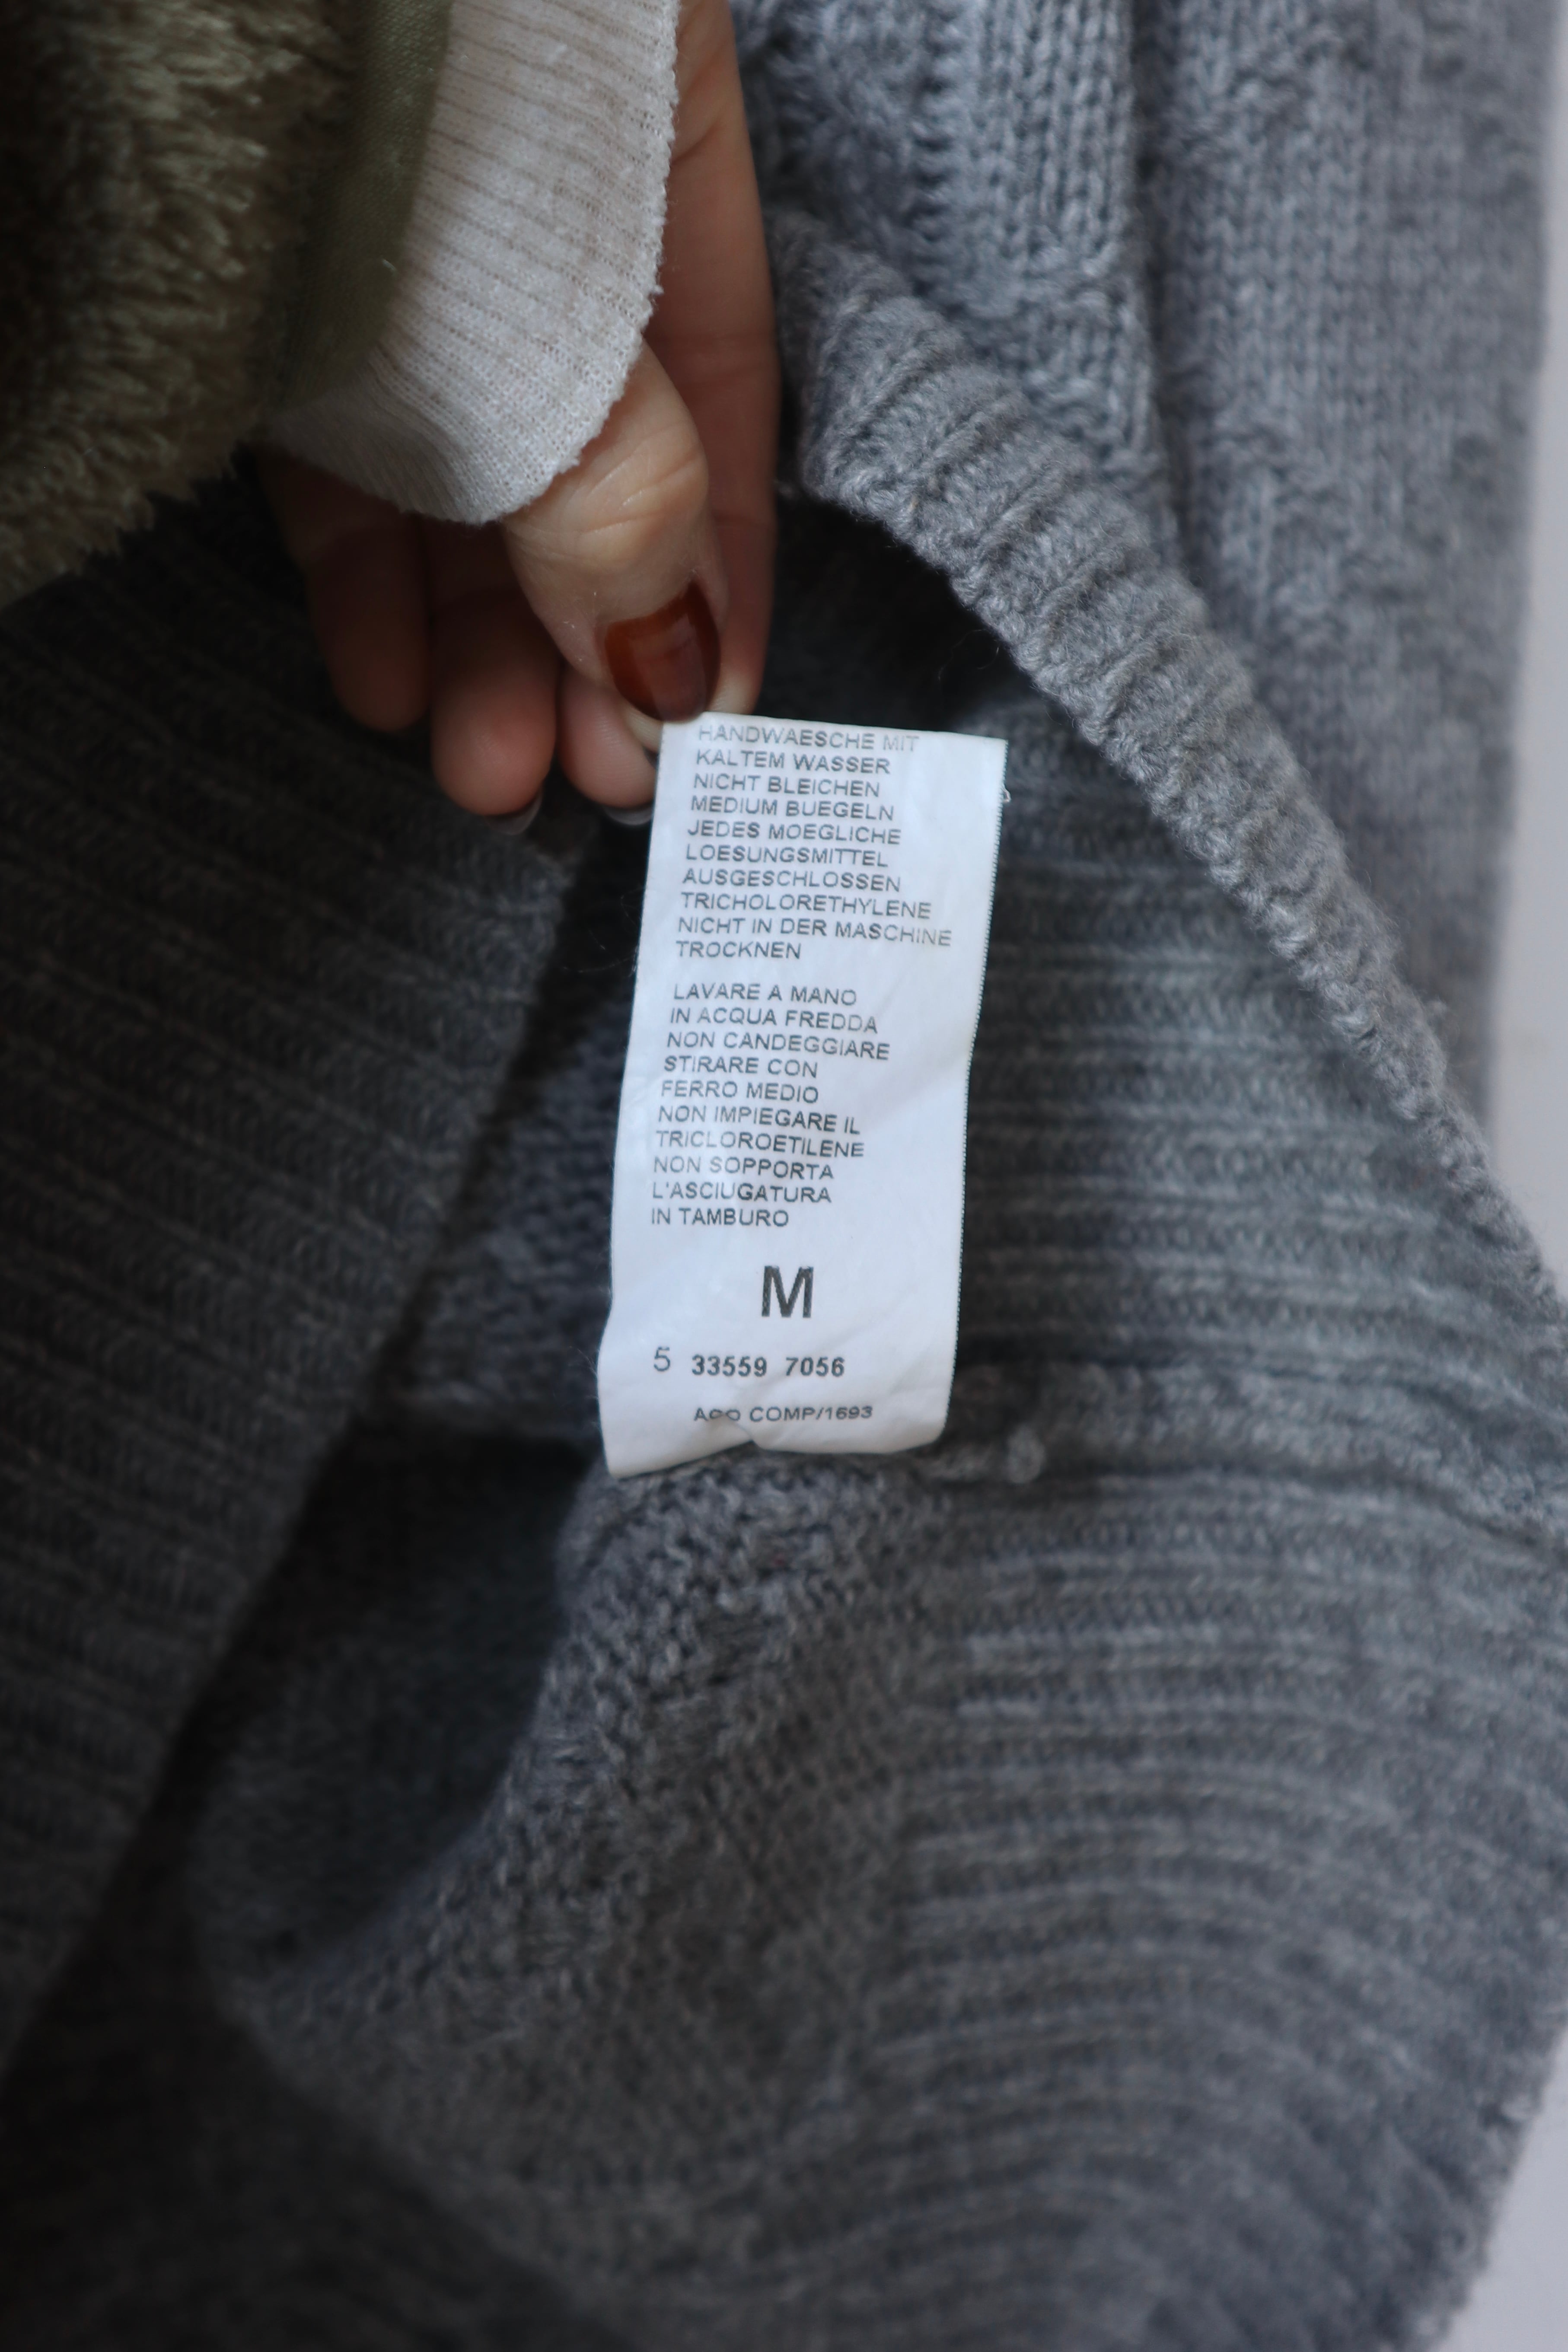 HANDWAESCHE MIT
KALTEM WASSER
NICHT BLEICHEN
MEDIUM BUEGELN
JEDES MOEGLICHE
LOESUNGSMITTEL
AUSGESCHLOSSEN
TRICHOLORETHYLENE
NICHT IN DER MASCHINE
TROCKNEN
LAVARE A MANO
IN ACQUA FREDDA
NON CANDEGGIARE
STIRARE CON
FERRO MEDIO
NON IMPIEGARE IL
TRICLOROETILENE
NON SOPPORTA
L'ASCIUGATURA
IN TAMBURO
M
5 33559 7056
COMP/1693